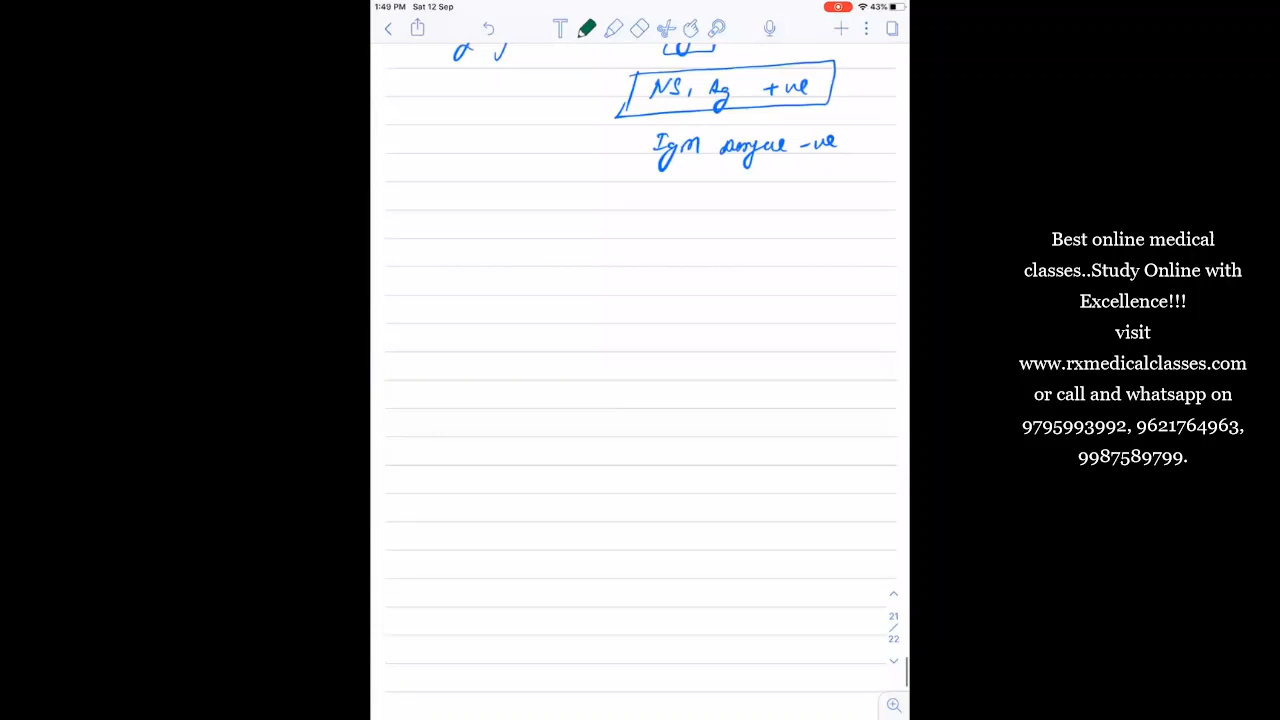 1:49 PM Sat 12 Sep 43%
T
NS1 Ag +ve
IgM dengue -ve
21
/
22
Best online medical
classes..Study Online with
Excellence!!!
visit
www.rxmedicalclasses.com
or call and whatsapp on
9795993992, 9621764963,
9987589799.